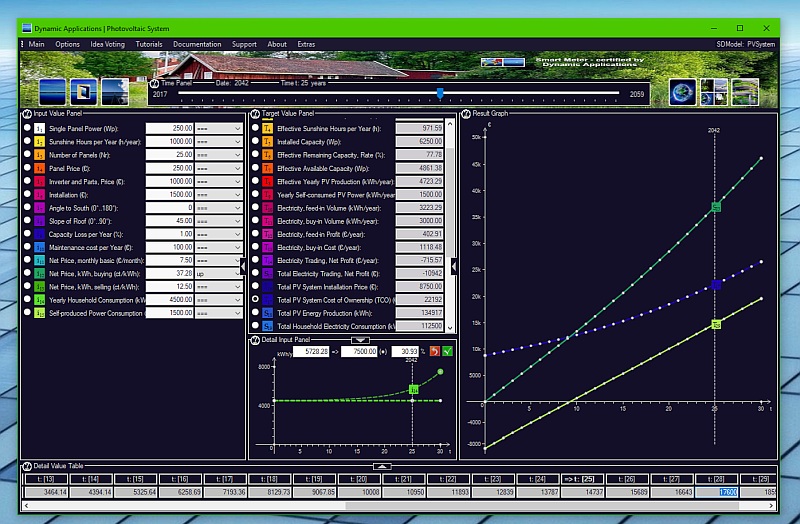 Dynamic Applications | Photovoltaic System
Main Options Idea Voting Tutorials Documentation Support About Extras SDModel: PVSystem
Smart Meter - certified by
Dynamic Applications
Time Panel Date: 2042 Time t: 25 years
2017 2059
Input Value Panel
Single Panel Power (Wp): 250.00 ===
Sunshine Hours per Year (h/year): 1000.00 ===
Number of Panels (Nr): 25.00 ===
Panel Price (€): 250.00 ===
Inverter and Parts, Price (€): 1000.00 ===
Installation (€): 1500.00 ===
Angle to South (0°..180°): 0 ===
Slope of Roof (0°..90°): 45.00 ===
Capacity Loss per Year (%): 1.00 ===
Maintenance cost per Year (€): 100.00 ===
Net Price, monthly basic (€/month): 7.50 ===
Net Price, kWh, buying (ct/kWh): 37.28 up
Net Price, kWh, selling (ct/kWh): 12.50 ===
Yearly Household Consumption (kW 4500.00 ===
Self-produced Power Consumption ( 1500.00 ===
Target Value Panel
Effective Sunshine Hours per Year (h): 971.59
Installed Capacity (Wp): 6250.00
Effective Remaining Capacity, Rate (%): 77.78
Effective Available Capacity (Wp): 4861.38
Effective Yearly PV Production (kWh/year): 4723.29
Yearly Self-consumed PV Power (kWh/year): 1500.00
Electricity, feed-in Volume (kWh/year): 3223.29
Electricity, buy-in Volume (kWh/year): 3000.00
Electricity, feed-in Profit (€/year): 402.91
Electricity, buy-in Cost (€/year): 1118.48
Electricity Trading, Net Profit (€/year): -715.57
Total Electricity Trading, Net Profit (€): -10942
Total PV System Installation Price (€): 8750.00
Total PV System Cost of Ownership (TCO) ( 22192
Total PV Energy Production (kWh): 134917
Total Household Electricity Consumption (k 112500
Detail Input Panel
kWh/y 5728.28 => 7500.00 (•) 30.93 %
2042
8000
4000
0 5 10 15 20 25 30 t
Result Graph
€
2042
50k
45k
40k
35k
30k
25k
20k
15k
10k
5000
0 5 10 15 20 25 30 t
-4000
-8000
Detail Value Table
t: [13] t: [14] t: [15] t: [16] t: [17] t: [18] t: [19] t: [20] t: [21] t: [22] t: [23] t: [24] => t: [25] t: [26] t: [27] t: [28] t: [29]
3464.14 4394.14 5325.64 6258.69 7193.36 8129.73 9067.85 10008 10950 11893 12839 13787 14737 15689 16643 17600 185